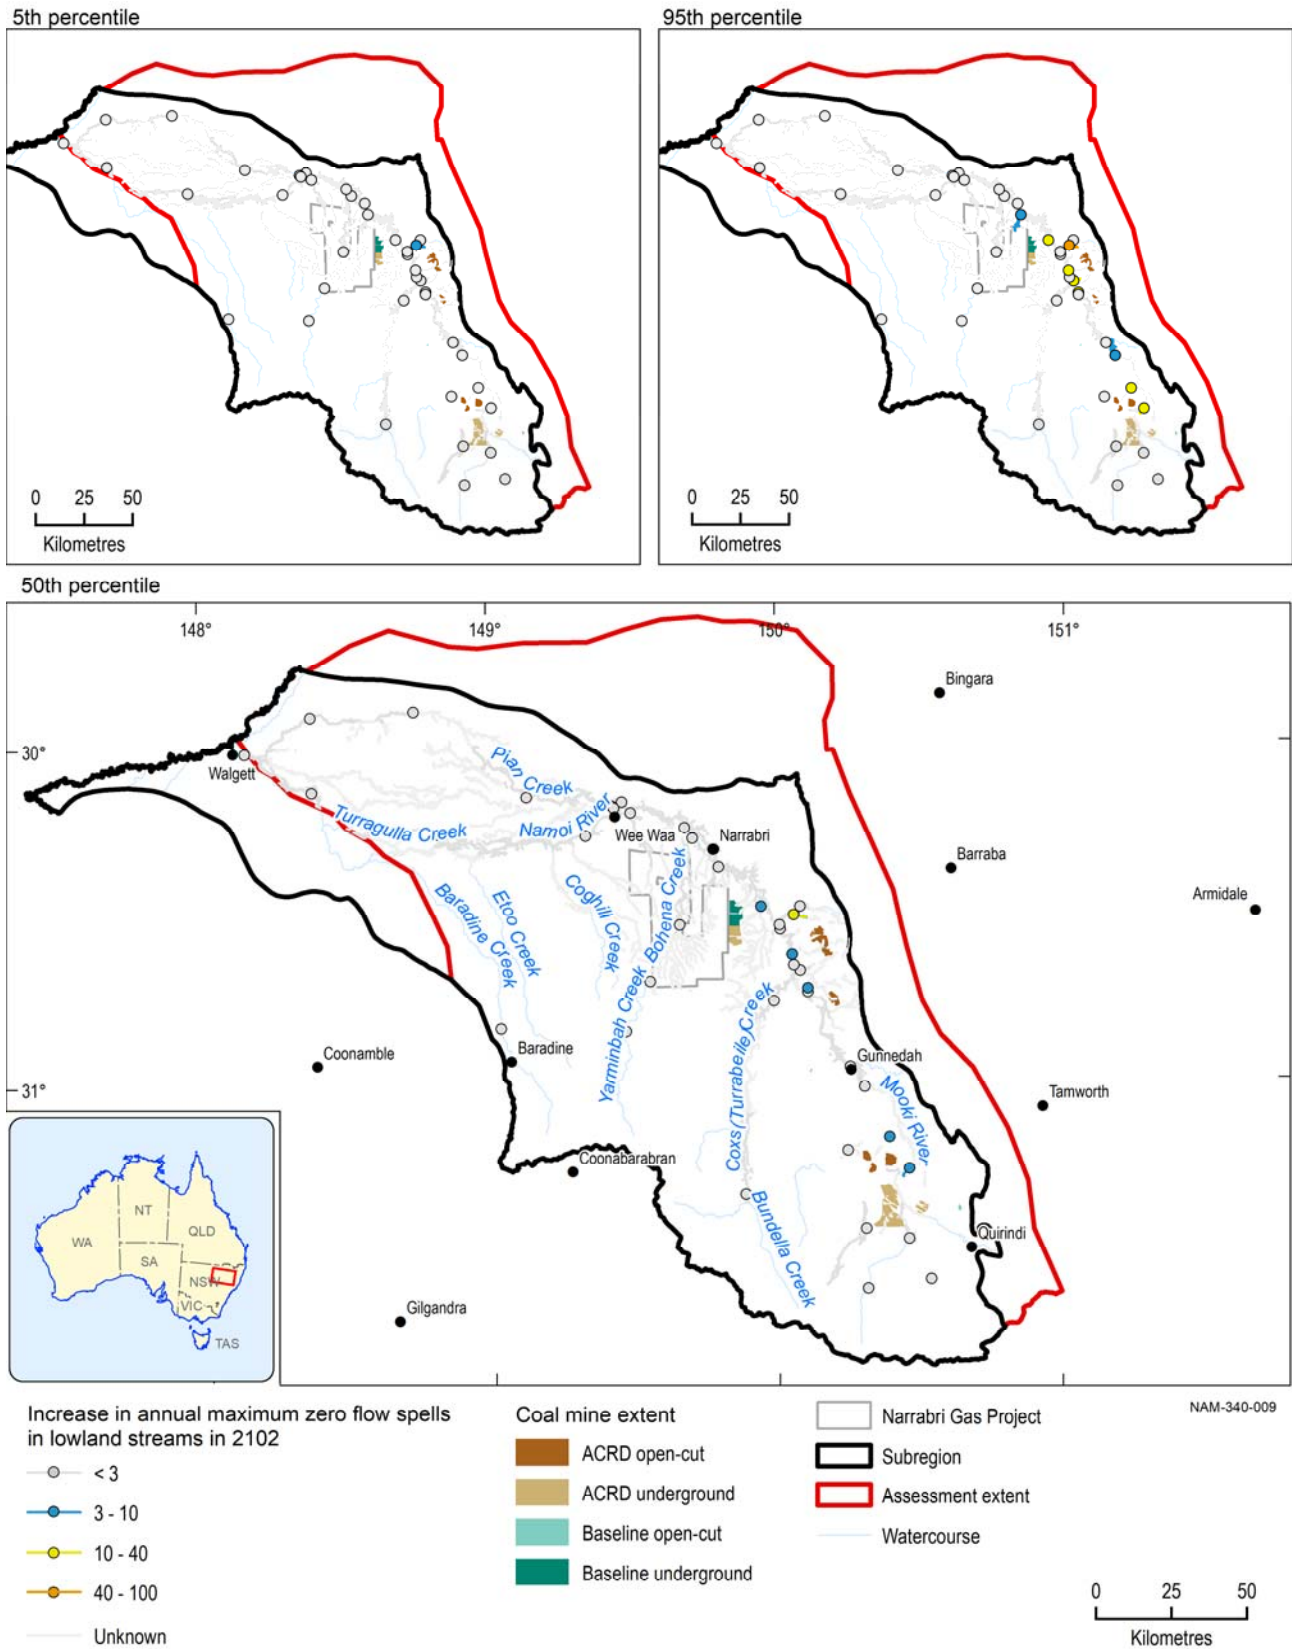 5th percentile
95th percentile
0 25 50
Kilometres
0 25 50
Kilometres
50th percentile
148° 149° 150° 151°
30°
31°
Bingara
Walgett
Pian Creek
Turragulla Creek
Namoi River
Wee Waa
Narrabri
Barraba
Armidale
Baradine Creek
Etoo Creek
Coghill Creek
Bohena Creek
Yarminbah Creek
Coxs (Turrabeile) Creek
Coonamble
Baradine
Gunnedah
Mooki River
Tamworth
Coonabarabran
Bundella Creek
Quirindi
Gilgandra
WA
NT
QLD
SA
NSW
VIC
TAS
NAM-340-009
Increase in annual maximum zero flow spells
in lowland streams in 2102
< 3
3 - 10
10 - 40
40 - 100
Unknown
Coal mine extent
ACRD open-cut
ACRD underground
Baseline open-cut
Baseline underground
Narrabri Gas Project
Subregion
Assessment extent
Watercourse
0 25 50
Kilometres